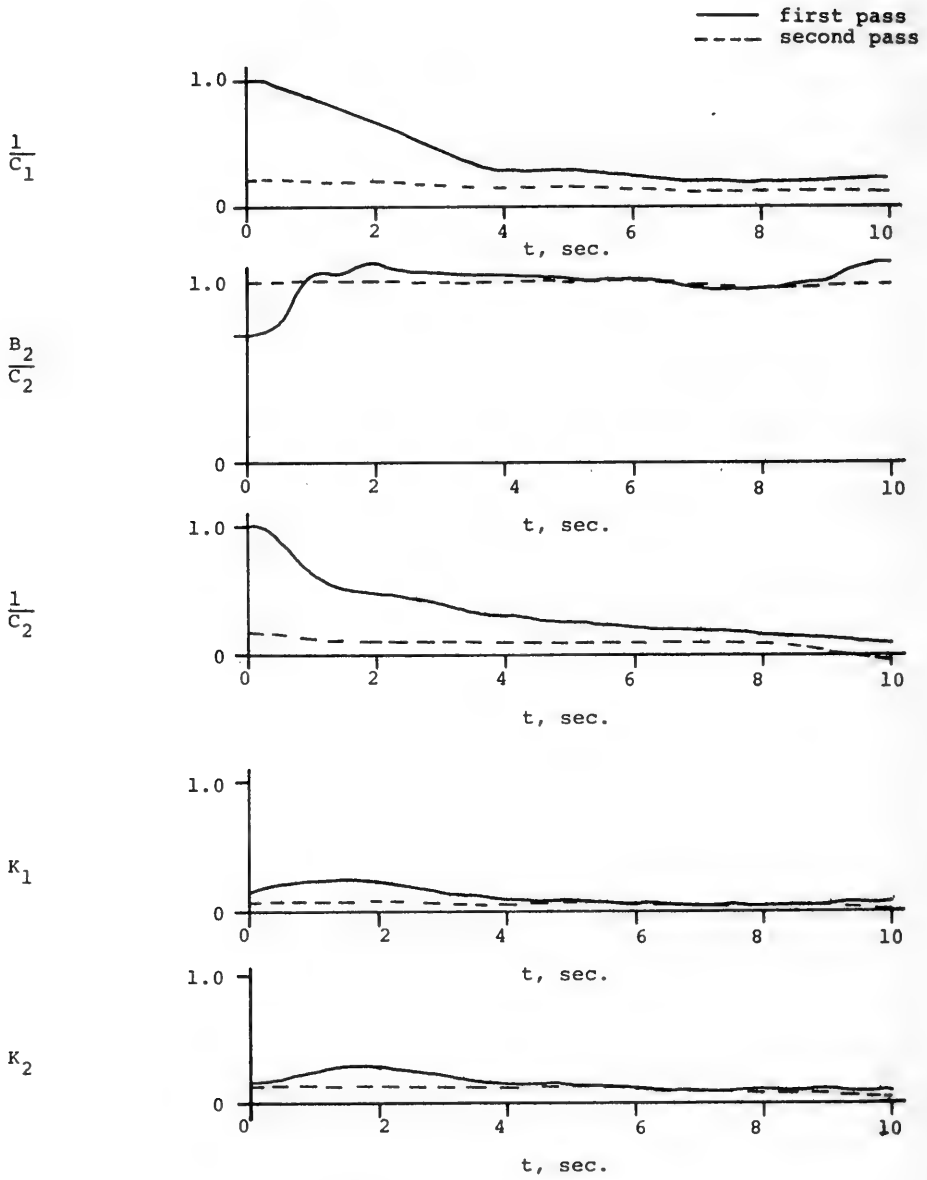 first pass
second pass
1/C1
1.0
0
0 2 4 6 8 10
t, sec.
B2/C2
1.0
0
0 2 4 6 8 10
t, sec.
1/C2
1.0
0
0 2 4 6 8 10
t, sec.
K1
1.0
0
0 2 4 6 8 10
t, sec.
K2
1.0
0
0 2 4 6 8 10
t, sec.